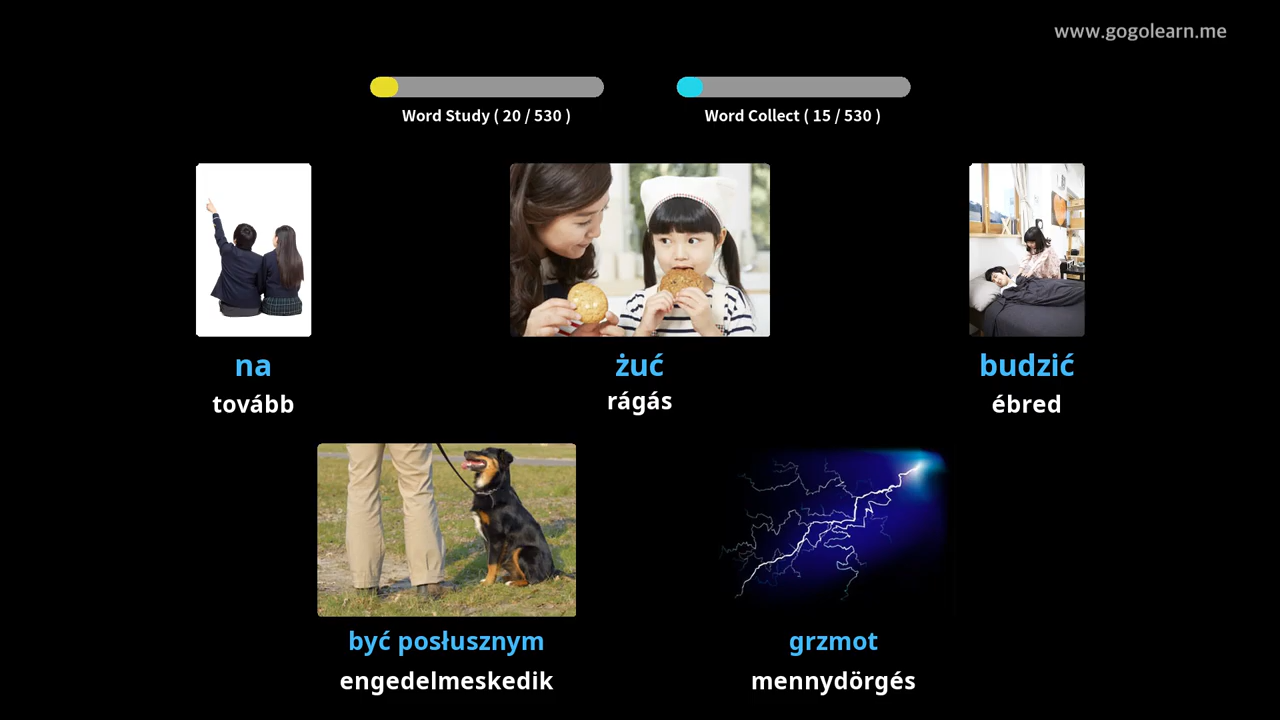 www.gogolearn.me
Word Study ( 20 / 530 )
Word Collect ( 15 / 530 )
na
tovább
żuć
rágás
budzić
ébred
być posłusznym
engedelmeskedik
grzmot
mennydörgés